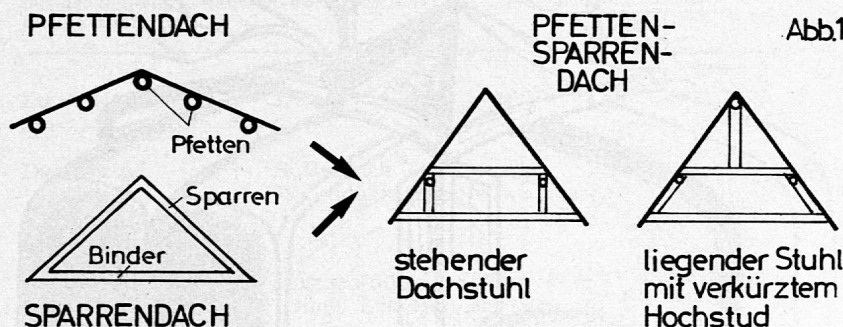 PFETTENDACH
Pfetten
Sparren
Binder
SPARRENDACH
PFETTEN-
SPARREN-
DACH
Abb.1
stehender
Dachstuhl
liegender Stuhl
mit verkürztem
Hochstud